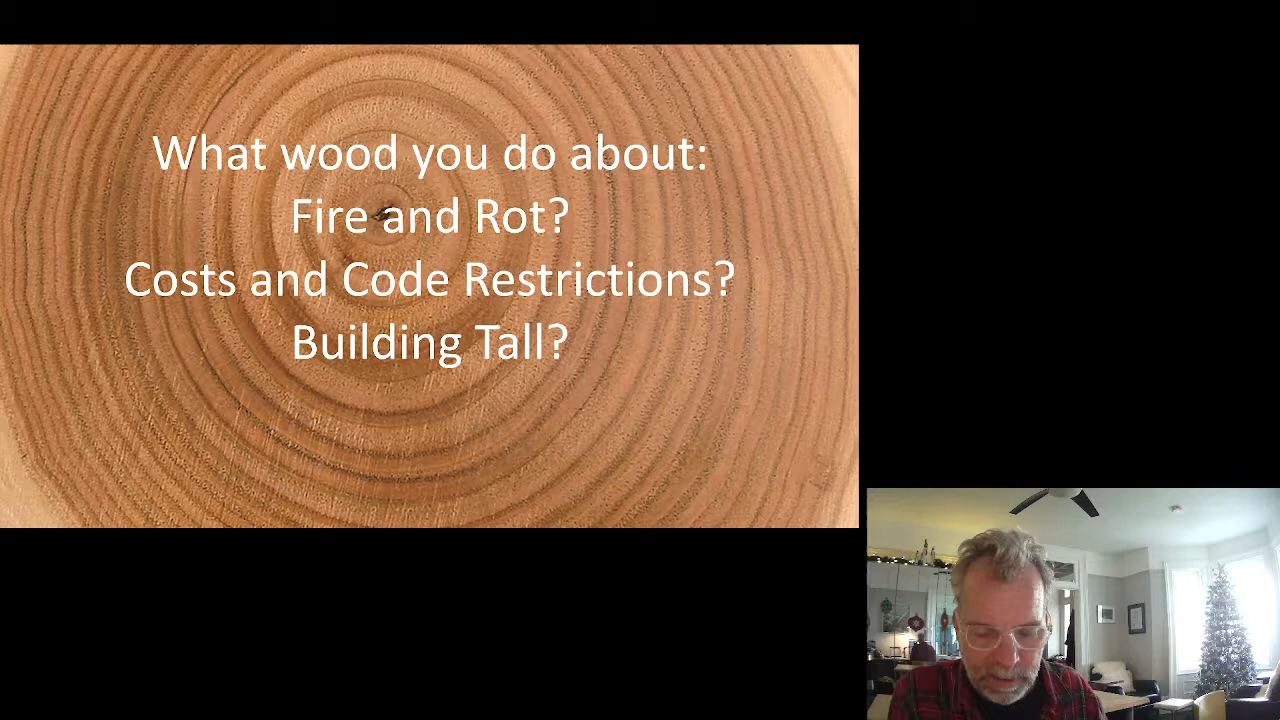 What wood you do about:
Fire and Rot?
Costs and Code Restrictions?
Building Tall?